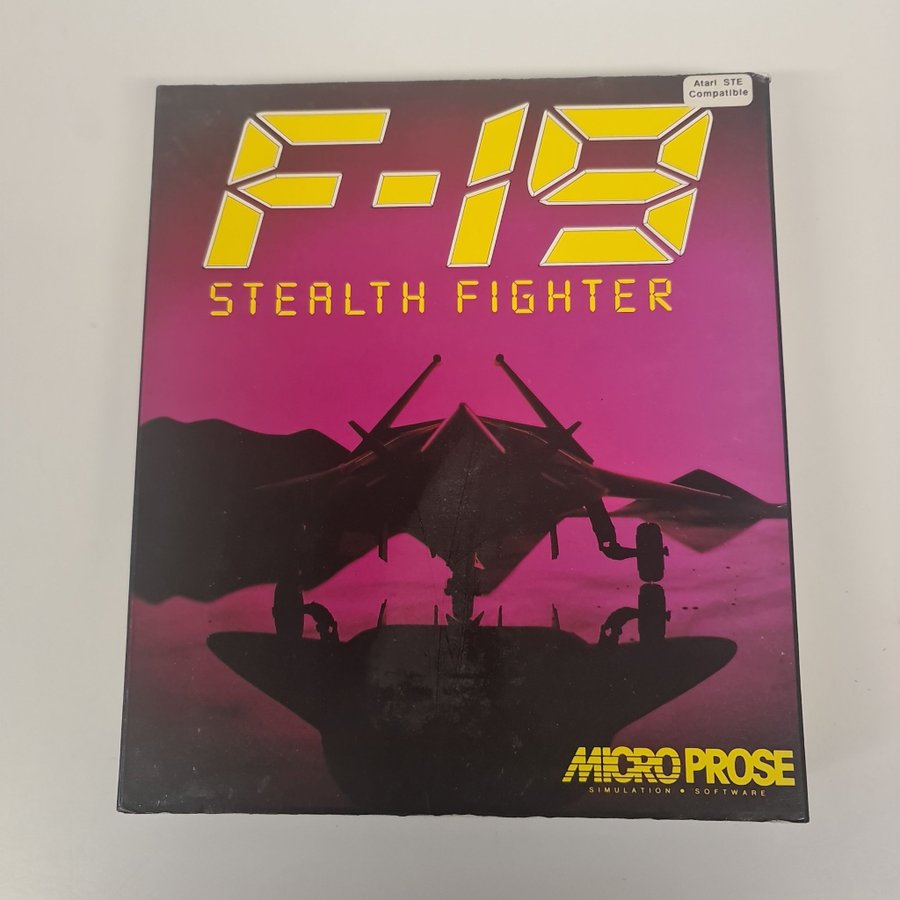 Atari STE
Compatible
F-19
STEALTH FIGHTER
MICROPROSE
SIMULATION • SOFTWARE